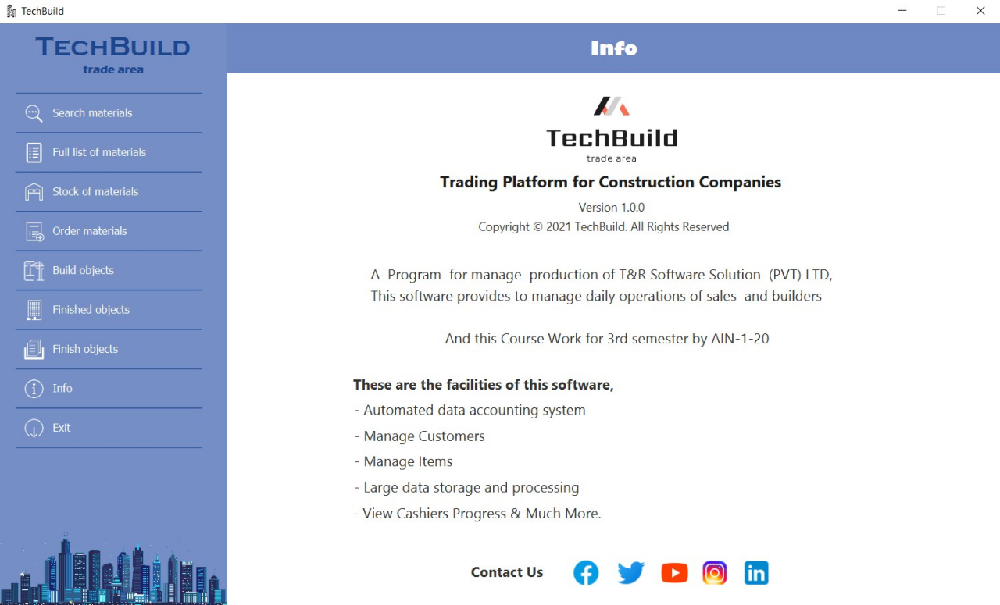 TechBuild
TECHBUILD
trade area
Search materials
Full list of materials
Stock of materials
Order materials
Build objects
Finished objects
Finish objects
Info
Exit
Info
TechBuild
trade area
Trading Platform for Construction Companies
Version 1.0.0
Copyright © 2021 TechBuild. All Rights Reserved
A Program for manage production of T&R Software Solution (PVT) LTD,
This software provides to manage daily operations of sales and builders
And this Course Work for 3rd semester by AIN-1-20
These are the facilities of this software,
- Automated data accounting system
- Manage Customers
- Manage Items
- Large data storage and processing
- View Cashiers Progress & Much More.
Contact Us
in